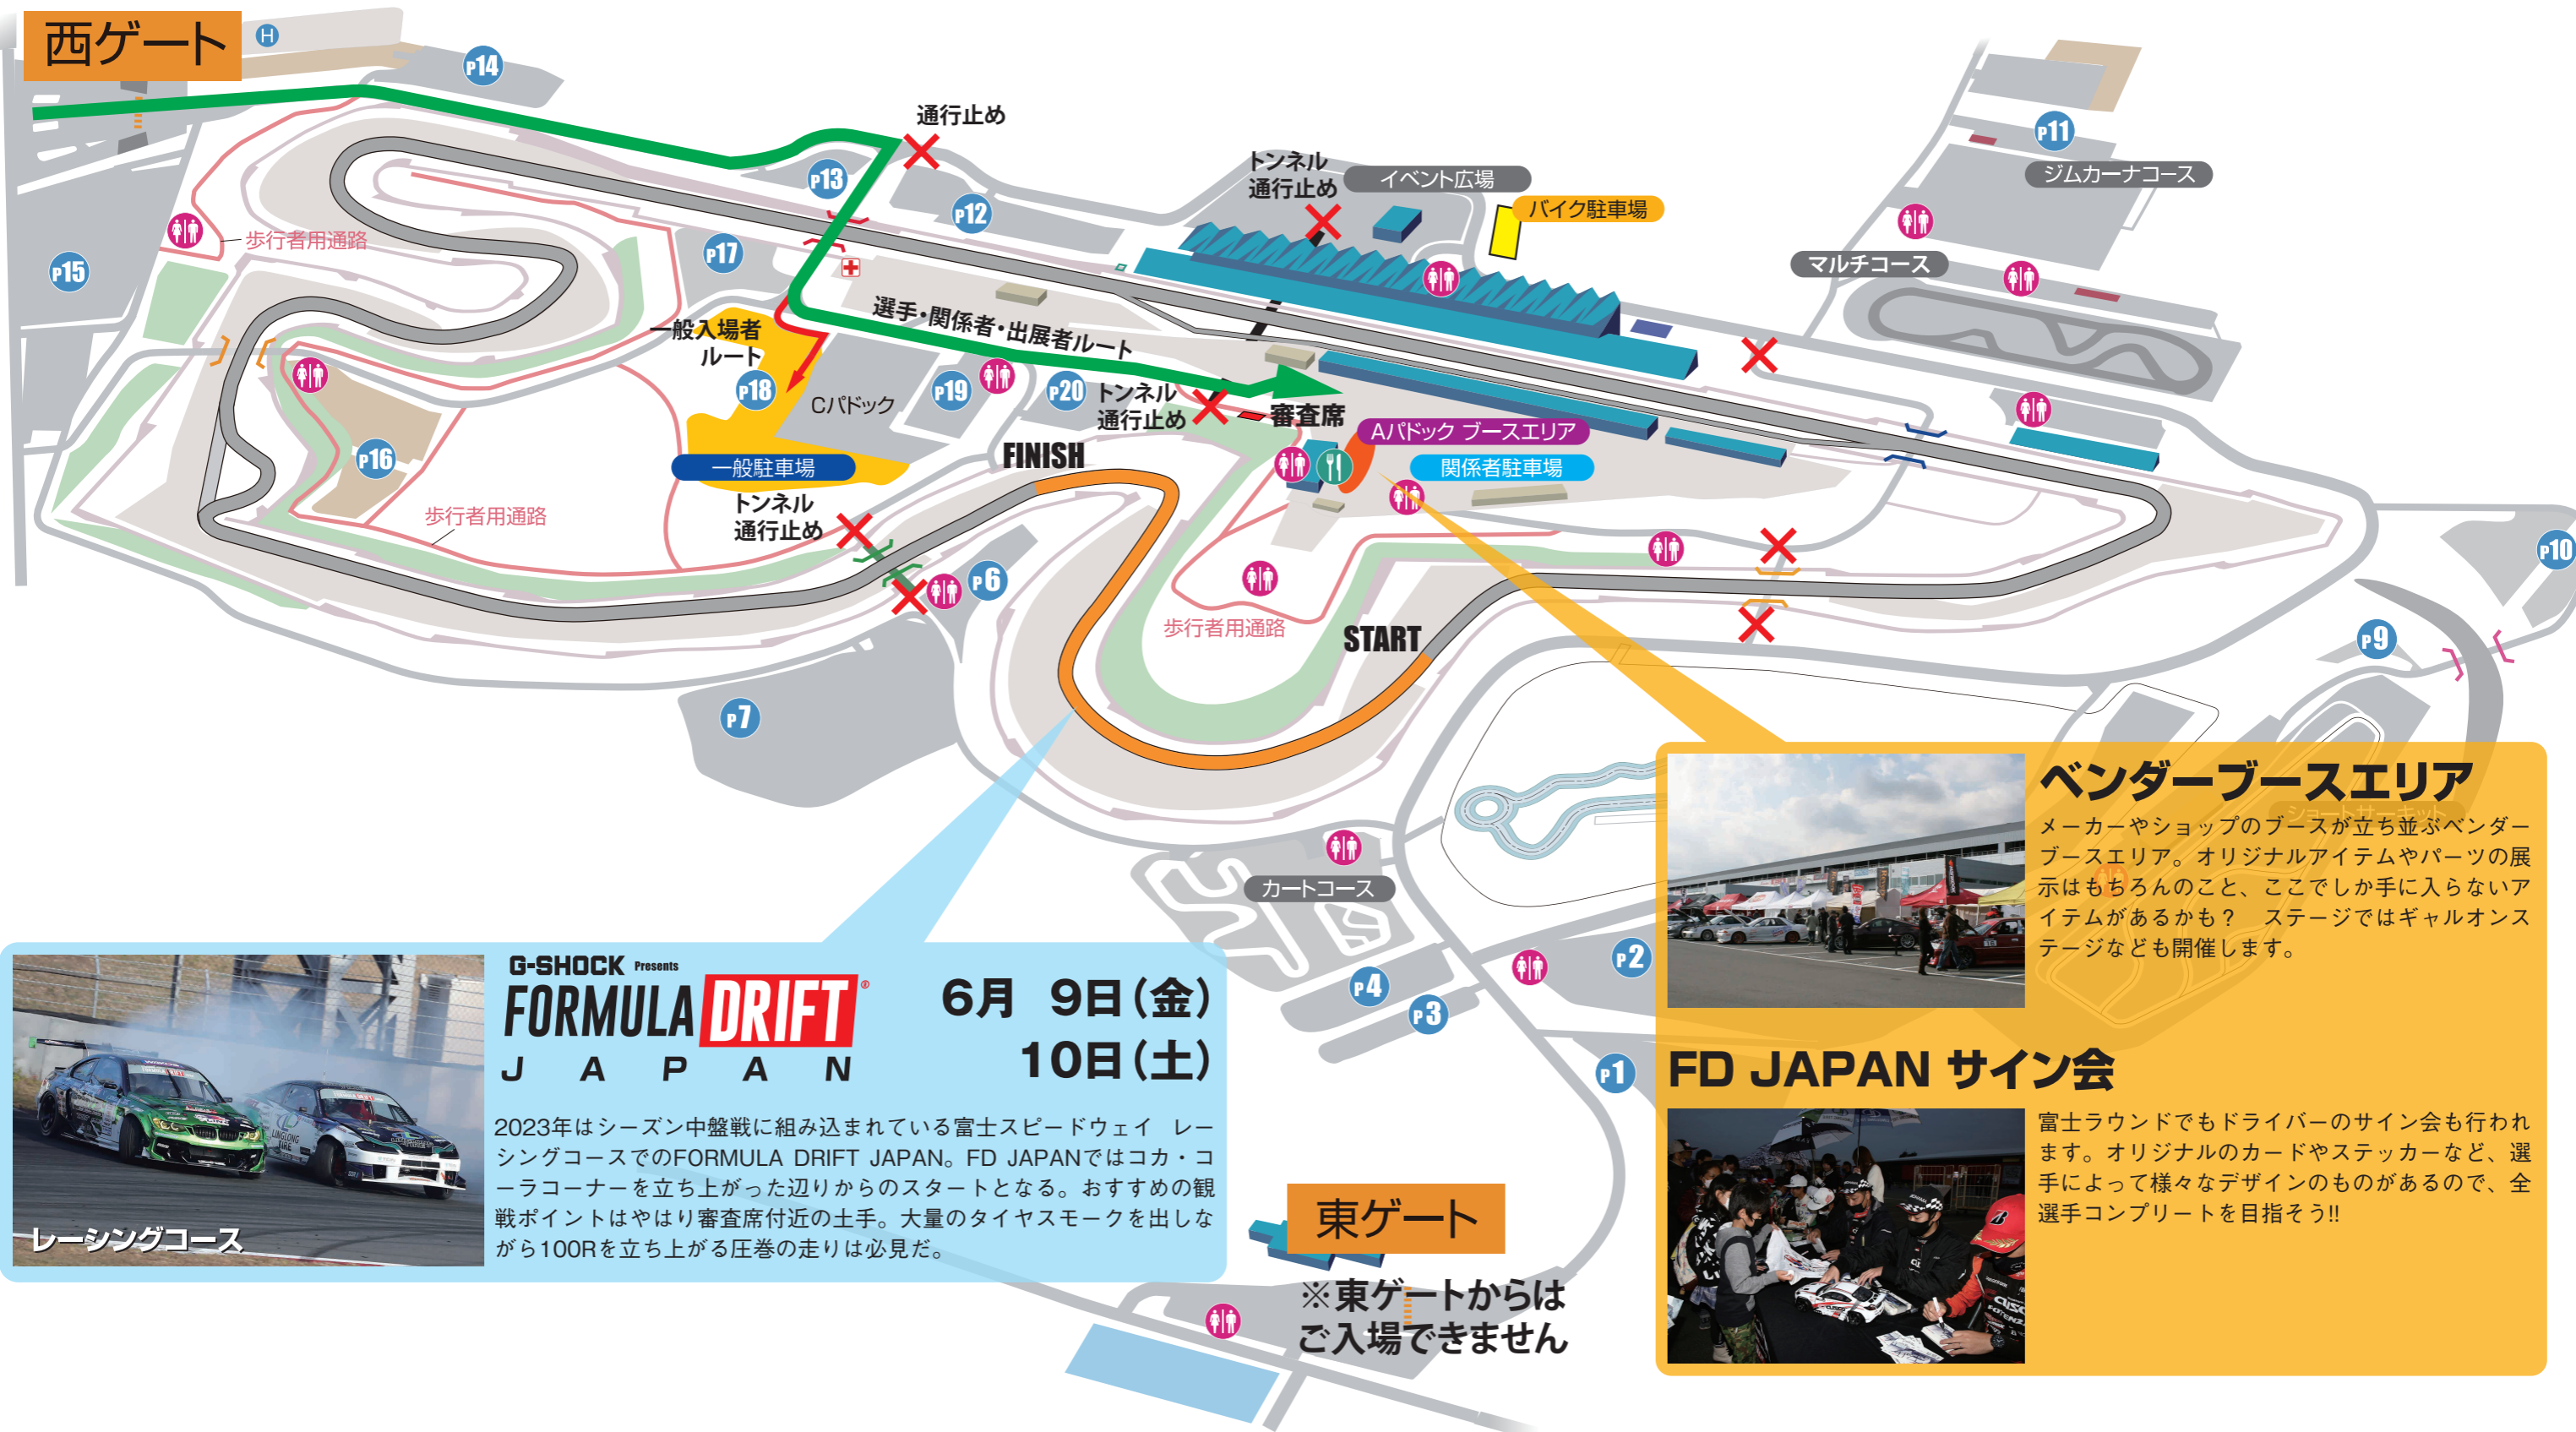 西ゲート
H
P14
通行止め
P13
P12
トンネル
通行止め
イベント広場
バイク駐車場
P11
ジムカーナコース
マルチコース
歩行者用通路
P15
P17
選手・関係者・出展者ルート
一般入場者
ルート
P18
Cパドック
P19
P20
トンネル
通行止め
審査席
Aパドック ブースエリア
関係者駐車場
一般駐車場
P16
歩行者用通路
トンネル
通行止め
FINISH
P6
START
歩行者用通路
P10
P9
P7
カートコース
P2
P4
P3
P1
ショートサーキット
G-SHOCK Presents
FORMULA DRIFT®
JAPAN
6月 9日(金)
10日(土)
2023年はシーズン中盤戦に組み込まれている富士スピードウェイ レー
シングコースでのFORMULA DRIFT JAPAN。FD JAPANではコカ・コ
ーラコーナーを立ち上がった辺りからのスタートとなる。おすすめの観
戦ポイントはやはり審査席付近の土手。大量のタイヤスモークを出しな
がら100Rを立ち上がる圧巻の走りは必見だ。
レーシングコース
ベンダーブースエリア
メーカーやショップのブースが立ち並ぶベンダー
ブースエリア。オリジナルアイテムやパーツの展
示はもちろんのこと、ここでしか手に入らないア
イテムがあるかも？ ステージではギャルオンス
テージなども開催します。
FD JAPAN サイン会
富士ラウンドでもドライバーのサイン会も行われ
ます。オリジナルのカードやステッカーなど、選
手によって様々なデザインのものがあるので、全
選手コンプリートを目指そう!!
東ゲート
※東ゲートからは
ご入場できません